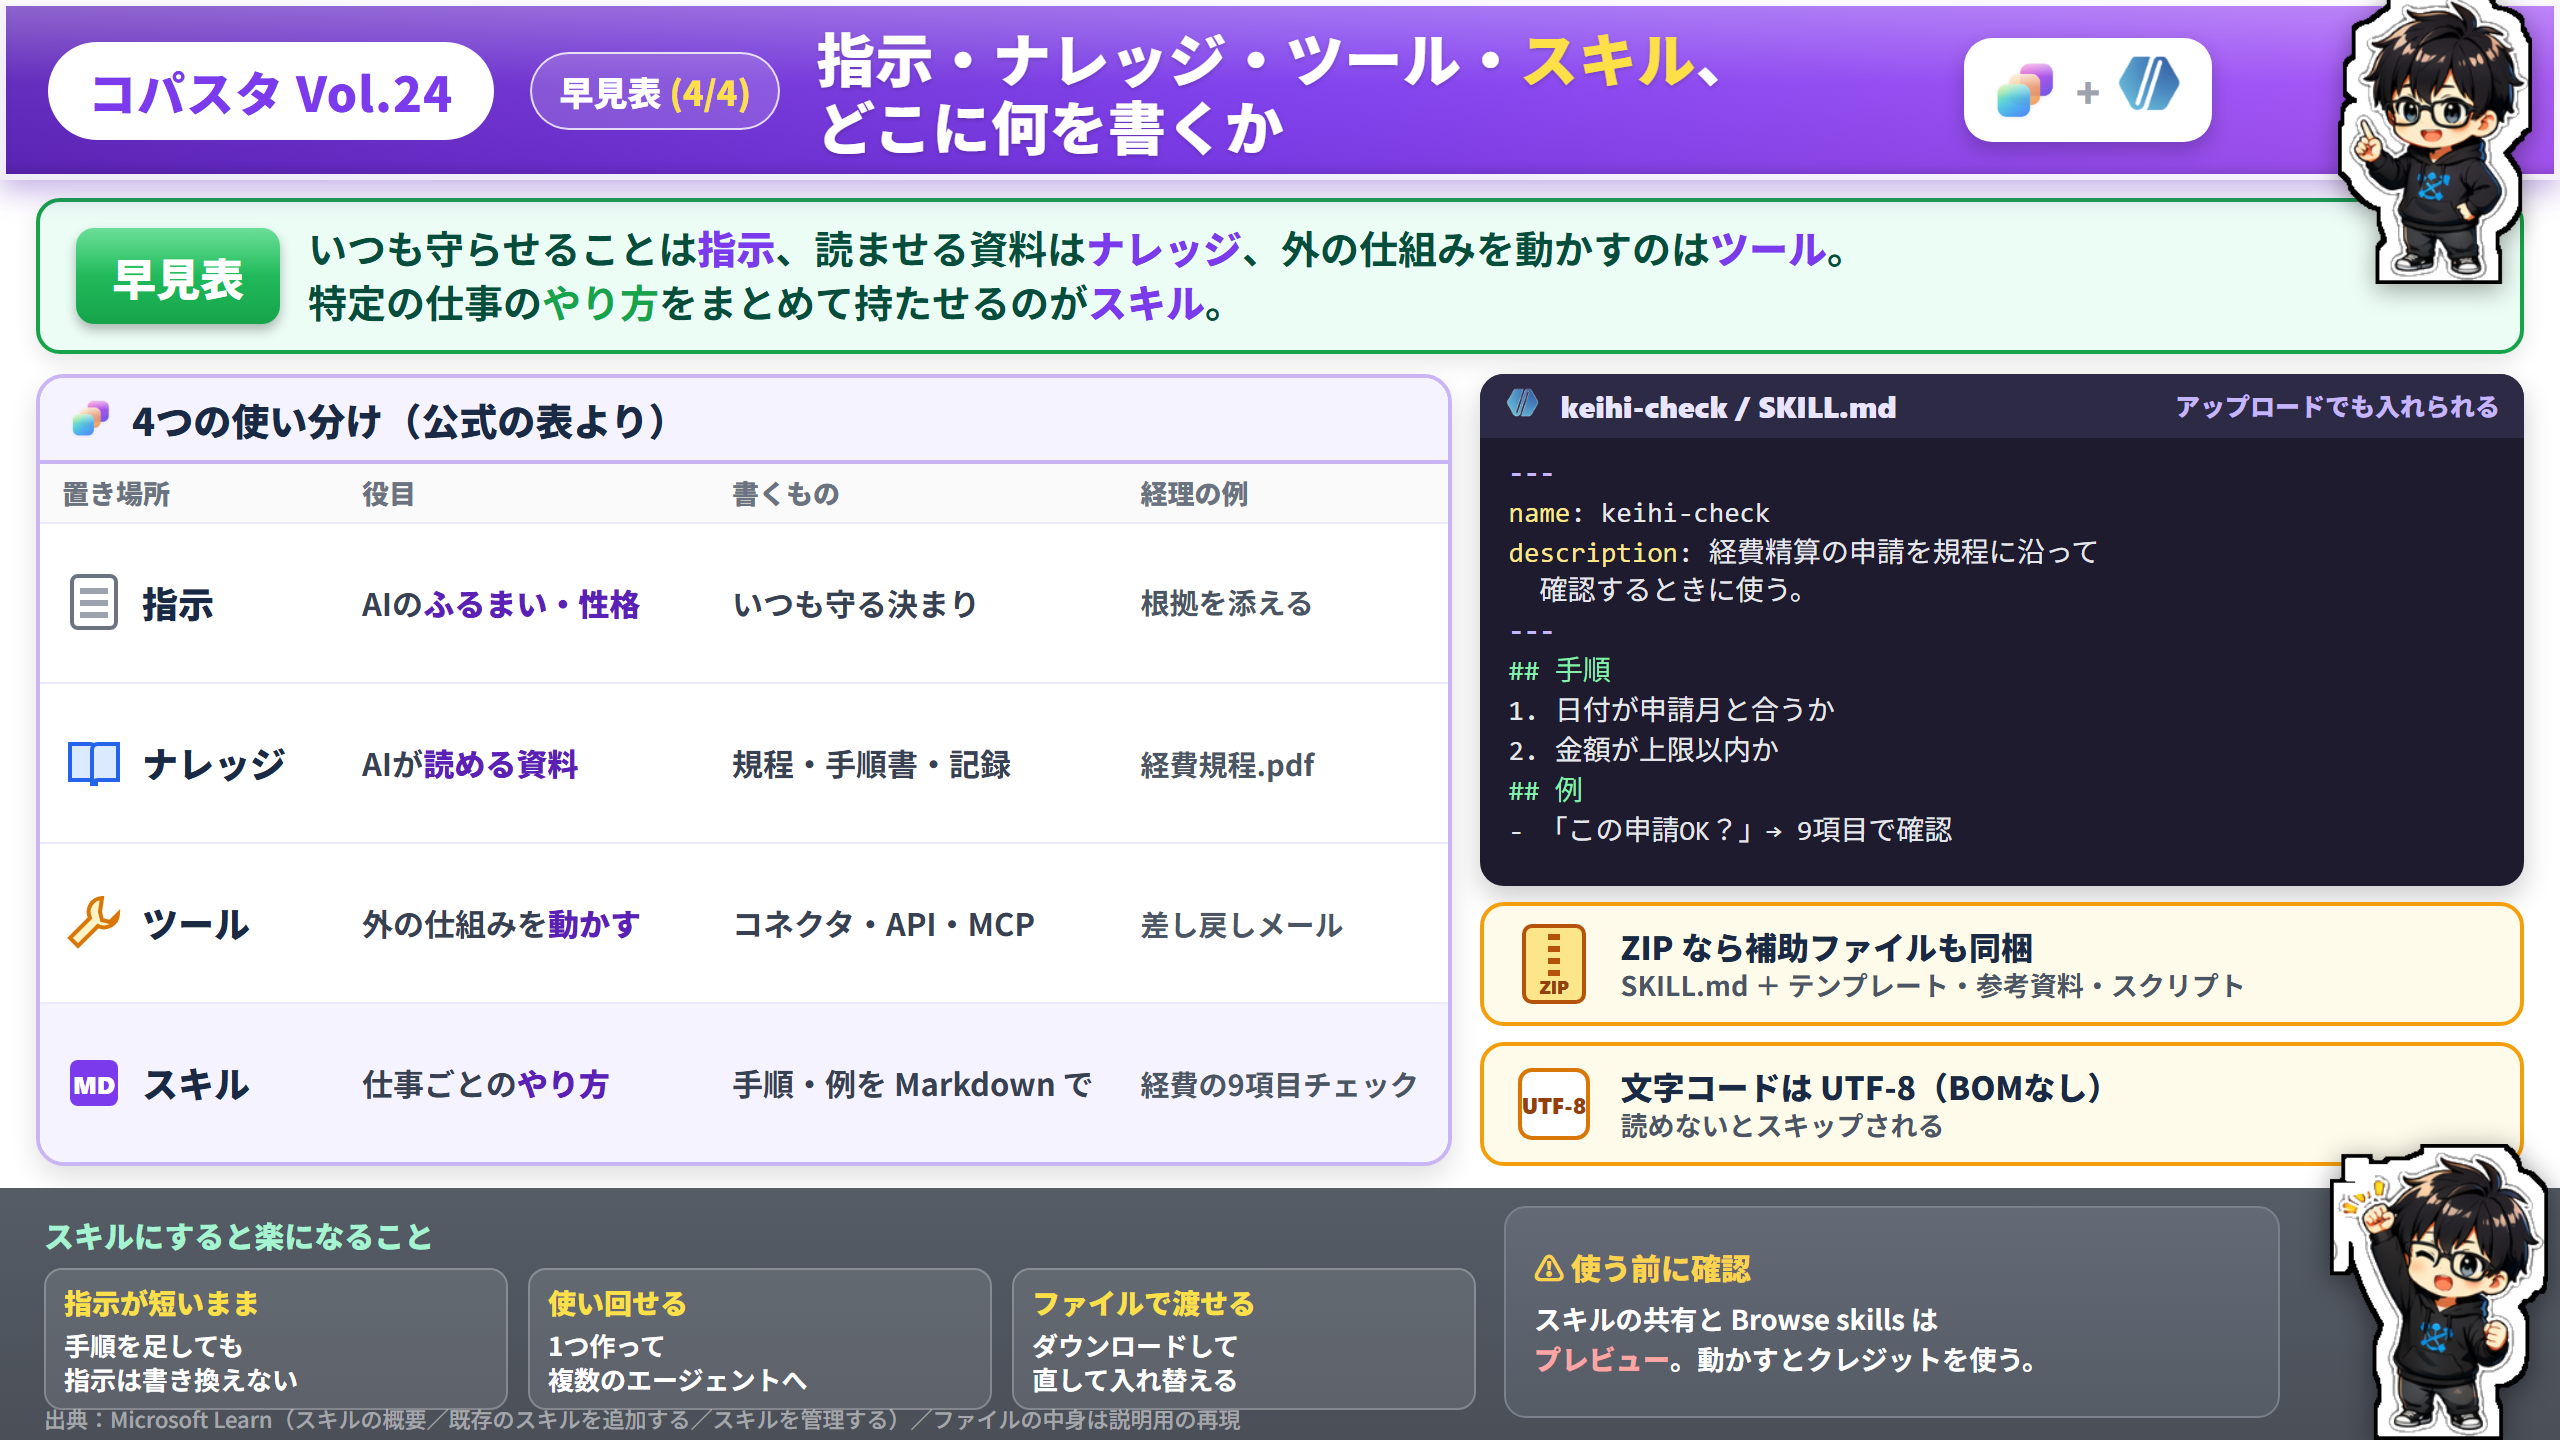 コパスタ Vol.24
早見表 (4/4)
指示・ナレッジ・ツール・スキル、
どこに何を書くか
+
早見表
いつも守らせることは指示、読ませる資料はナレッジ、外の仕組みを動かすのはツール。
特定の仕事のやり方をまとめて持たせるのがスキル。
4つの使い分け（公式の表より）
置き場所 役目 書くもの 経理の例
指示 AIのふるまい・性格 いつも守る決まり 根拠を添える
ナレッジ AIが読める資料 規程・手順書・記録 経費規程.pdf
ツール 外の仕組みを動かす コネクタ・API・MCP 差し戻しメール
MD スキル 仕事ごとのやり方 手順・例を Markdown で 経費の9項目チェック
keihi-check / SKILL.md アップロードでも入れられる
---
name: keihi-check
description: 経費精算の申請を規程に沿って
確認するときに使う。
---
## 手順
1. 日付が申請月と合うか
2. 金額が上限以内か
## 例
- 「この申請OK？」→ 9項目で確認
ZIP
ZIP なら補助ファイルも同梱
SKILL.md ＋ テンプレート・参考資料・スクリプト
UTF-8
文字コードは UTF-8（BOMなし）
読めないとスキップされる
スキルにすると楽になること
指示が短いまま
手順を足しても
指示は書き換えない
使い回せる
1つ作って
複数のエージェントへ
ファイルで渡せる
ダウンロードして
直して入れ替える
⚠ 使う前に確認
スキルの共有と Browse skills は
プレビュー。動かすとクレジットを使う。
出典：Microsoft Learn（スキルの概要／既存のスキルを追加する／スキルを管理する）／ファイルの中身は説明用の再現